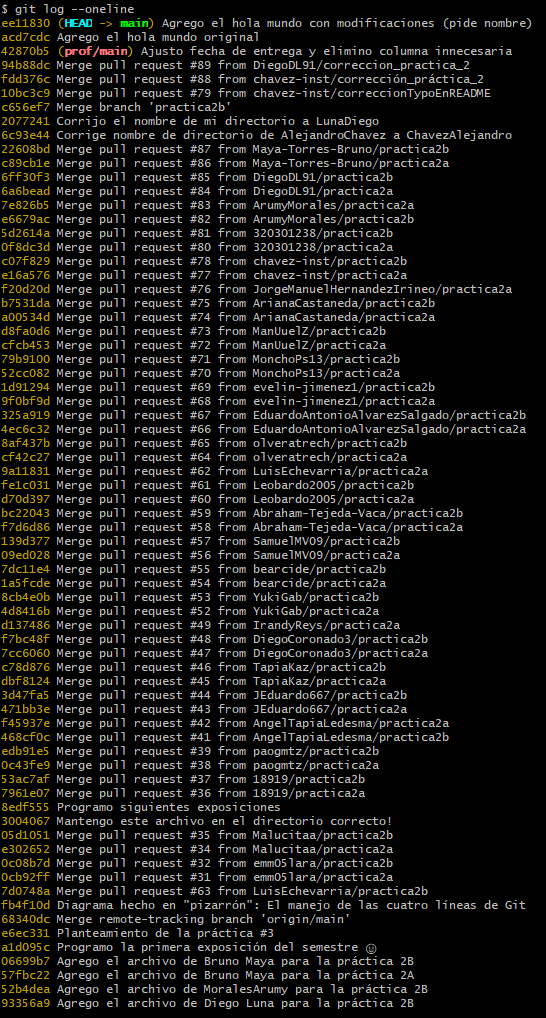 $ git log --oneline
ee11830 (HEAD -> main) Agrego el hola mundo con modificaciones (pide nombre)
acd7cdc Agrego el hola mundo original
42870b5 (prof/main) Ajusto fecha de entrega y elimino columna innecesaria
94b88dc Merge pull request #89 from DiegoDL91/correccion_practica_2
fdd376c Merge pull request #88 from chavez-inst/corrección_práctica_2
10bc3c9 Merge pull request #79 from chavez-inst/correccionTypoEnREADME
c656ef7 Merge branch 'practica2b'
2077241 Corrijo el nombre de mi directorio a LunaDiego
6c93e44 Corrige nombre de directorio de AlejandroChavez a ChavezAlejandro
22608bd Merge pull request #87 from Maya-Torres-Bruno/practica2b
c89cb1e Merge pull request #86 from Maya-Torres-Bruno/practica2a
6ff30f3 Merge pull request #85 from DiegoDL91/practica2b
6a6bead Merge pull request #84 from DiegoDL91/practica2a
7e826b5 Merge pull request #83 from ArumyMorales/practica2a
e6679ac Merge pull request #82 from ArumyMorales/practica2b
5d2614a Merge pull request #81 from 320301238/practica2b
0f8dc3d Merge pull request #80 from 320301238/practica2a
c07f829 Merge pull request #78 from chavez-inst/practica2b
e16a576 Merge pull request #77 from chavez-inst/practica2a
f20d20d Merge pull request #76 from JorgeManuelHernandezIrineo/practica2a
b7531da Merge pull request #75 from ArianaCastaneda/practica2b
a00534d Merge pull request #74 from ArianaCastaneda/practica2a
d8fa0d6 Merge pull request #73 from ManUuelZ/practica2b
cfcb453 Merge pull request #72 from ManUuelZ/practica2a
79b9100 Merge pull request #71 from MonchoPs13/practica2b
52cc082 Merge pull request #70 from MonchoPs13/practica2a
1d91294 Merge pull request #69 from evelin-jimenez1/practica2b
9f0bf9d Merge pull request #68 from evelin-jimenez1/practica2a
325a919 Merge pull request #67 from EduardoAntonioAlvarezSalgado/practica2b
4ec6c32 Merge pull request #66 from EduardoAntonioAlvarezSalgado/practica2a
8af437b Merge pull request #65 from olveratrech/practica2b
cf42c27 Merge pull request #64 from olveratrech/practica2a
9a11831 Merge pull request #62 from LuisEchevarria/practica2a
fe1c031 Merge pull request #61 from Leobardo2005/practica2b
d70d397 Merge pull request #60 from Leobardo2005/practica2a
bc22043 Merge pull request #59 from Abraham-Tejeda-Vaca/practica2b
f7d6d86 Merge pull request #58 from Abraham-Tejeda-Vaca/practica2a
139d377 Merge pull request #57 from SamuelMV09/practica2b
09ed028 Merge pull request #56 from SamuelMV09/practica2a
7dc11e4 Merge pull request #55 from bearcide/practica2b
1a5fcde Merge pull request #54 from bearcide/practica2a
8cb4e0b Merge pull request #53 from YukiGab/practica2b
4d8416b Merge pull request #52 from YukiGab/practica2a
d137486 Merge pull request #49 from IrandyReys/practica2a
f7bc48f Merge pull request #48 from DiegoCoronado3/practica2b
7cc6060 Merge pull request #47 from DiegoCoronado3/practica2a
c78d876 Merge pull request #46 from TapiaKaz/practica2b
dbf8124 Merge pull request #45 from TapiaKaz/practica2a
3d47fa5 Merge pull request #44 from JEduardo667/practica2b
471bb3e Merge pull request #43 from JEduardo667/practica2a
f45937e Merge pull request #42 from AngelTapiaLedesma/practica2a
468cf0c Merge pull request #41 from AngelTapiaLedesma/practica2b
edb91e5 Merge pull request #39 from paogmtz/practica2b
0c43fe9 Merge pull request #38 from paogmtz/practica2a
53ac7af Merge pull request #37 from 18919/practica2b
7961e07 Merge pull request #36 from 18919/practica2a
8edf555 Programo siguientes exposiciones
3004067 Mantengo este archivo en el directorio correcto!
05d1051 Merge pull request #35 from Malucitaa/practica2b
e302652 Merge pull request #34 from Malucitaa/practica2a
0c08b7d Merge pull request #32 from emm05lara/practica2b
0cb92ff Merge pull request #31 from emm05lara/practica2a
7d0748a Merge pull request #63 from LuisEchevarria/practica2b
fb4f10d Diagrama hecho en "pizarrón": El manejo de las cuatro líneas de Git
68340dc Merge remote-tracking branch 'origin/main'
e6ec331 Planteamiento de la práctica #3
a1d095c Programo la primera exposición del semestre ☺
06699b7 Agrego el archivo de Bruno Maya para la práctica 2B
57fbc22 Agrego el archivo de Bruno Maya para la práctica 2A
52b4dea Agrego el archivo de MoralesArumy para la práctica 2B
93356a9 Agrego el archivo de Diego Luna para la práctica 2B